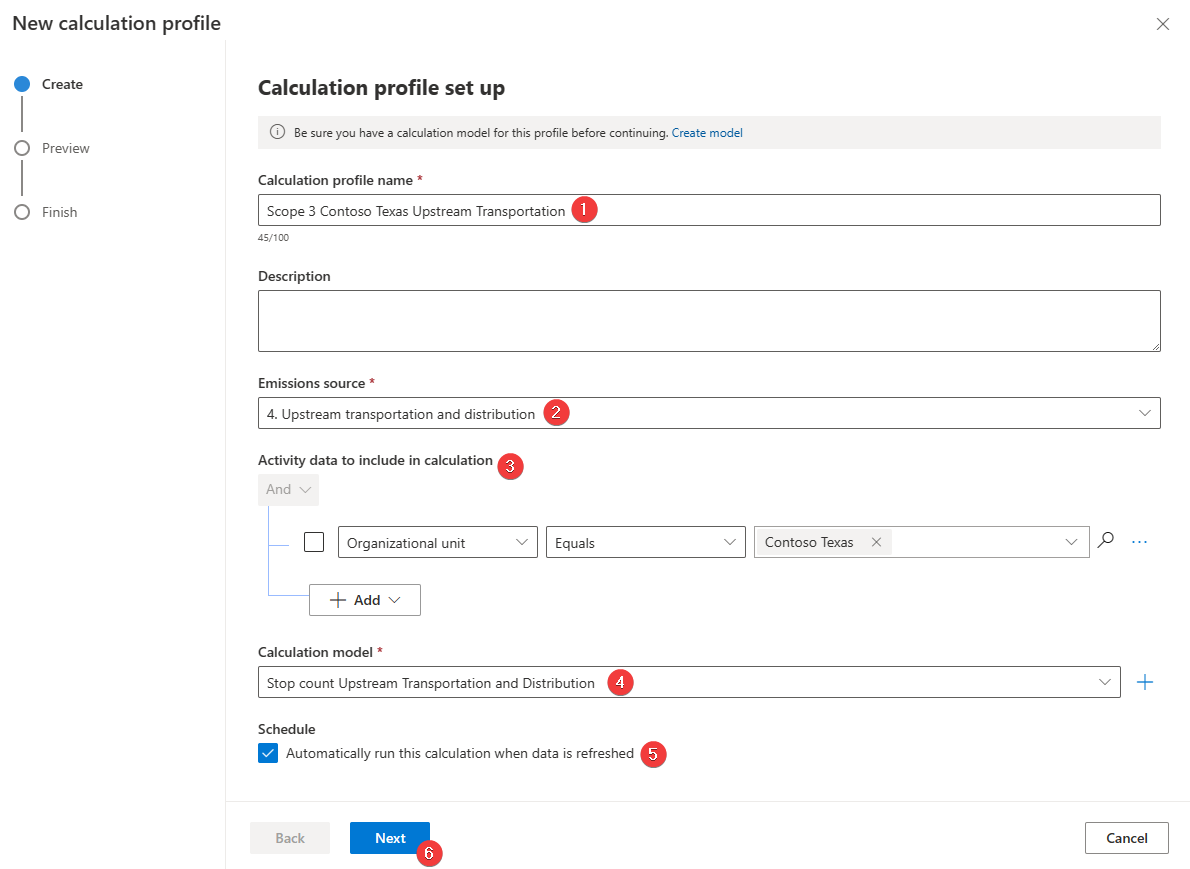 New calculation profile
Create
Preview
Finish
Calculation profile set up
Be sure you have a calculation model for this profile before continuing. Create model
Calculation profile name *
Scope 3 Contoso Texas Upstream Transportation 1
45/100
Description
Emissions source *
4. Upstream transportation and distribution 2
Activity data to include in calculation 3
And
Organizational unit Equals Contoso Texas
Add
Calculation model *
Stop count Upstream Transportation and Distribution 4
Schedule
Automatically run this calculation when data is refreshed 5
Back Next 6 Cancel